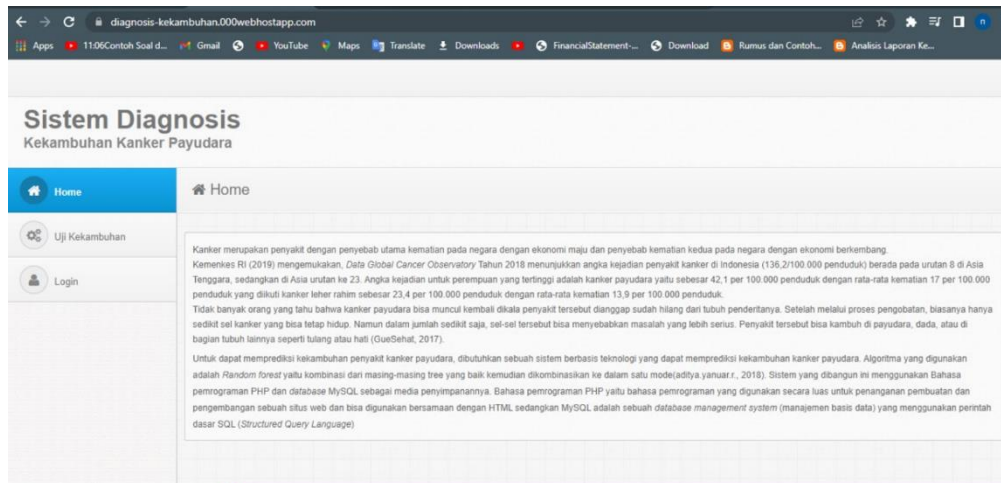 diagnosis-kekambuhan.000webhostapp.com
Apps 11:06Contoh Soal d... Gmail YouTube Maps Translate Downloads FinancialStatement-... Download Rumus dan Contoh... Analisis Laporan Ke...
Sistem Diagnosis
Kekambuhan Kanker Payudara
Home
Home
Uji Kekambuhan
Login
Kanker merupakan penyakit dengan penyebab utama kematian pada negara dengan ekonomi maju dan penyebab kematian kedua pada negara dengan ekonomi berkembang.
Kemenkes RI (2019) mengemukakan, Data Global Cancer Observatory Tahun 2018 menunjukkan angka kejadian penyakit kanker di Indonesia (136,2/100.000 penduduk) berada pada urutan 8 di Asia
Tenggara, sedangkan di Asia urutan ke 23. Angka kejadian untuk perempuan yang tertinggi adalah kanker payudara yaitu sebesar 42,1 per 100.000 penduduk dengan rata-rata kematian 17 per 100.000
penduduk yang diikuti kanker leher rahim sebesar 23,4 per 100.000 penduduk dengan rata-rata kematian 13,9 per 100.000 penduduk.
Tidak banyak orang yang tahu bahwa kanker payudara bisa muncul kembali dikala penyakit tersebut dianggap sudah hilang dari tubuh penderitanya. Setelah melalui proses pengobatan, biasanya hanya
sedikit sel kanker yang bisa tetap hidup. Namun dalam jumlah sedikit saja, sel-sel tersebut bisa menyebabkan masalah yang lebih serius. Penyakit tersebut bisa kambuh di payudara, dada, atau di
bagian tubuh lainnya seperti tulang atau hati (GueSehat, 2017).
Untuk dapat memprediksi kekambuhan penyakit kanker payudara, dibutuhkan sebuah sistem berbasis teknologi yang dapat memprediksi kekambuhan kanker payudara. Algoritma yang digunakan
adalah Random forest yaitu kombinasi dari masing-masing tree yang baik kemudian dikombinasikan ke dalam satu mode(aditya.yanuar.r., 2018). Sistem yang dibangun ini menggunakan Bahasa
pemrograman PHP dan database MySQL sebagai media penyimpanannya. Bahasa pemrograman PHP yaitu bahasa pemrograman yang digunakan secara luas untuk penanganan pembuatan dan
pengembangan sebuah situs web dan bisa digunakan bersamaan dengan HTML sedangkan MySQL adalah sebuah database management system (manajemen basis data) yang menggunakan perintah
dasar SQL (Structured Query Language)